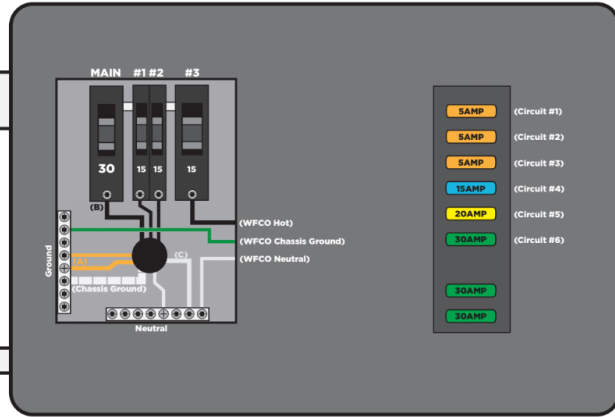 MAIN #1 #2 #3
30 15 15 15
(B)
(WFCO Hot)
(WFCO Chassis Ground)
(WFCO Neutral)
(A)
(C)
(Chassis Ground)
Ground
Neutral
5AMP (Circuit #1)
5AMP (Circuit #2)
5AMP (Circuit #3)
15AMP (Circuit #4)
20AMP (Circuit #5)
30AMP (Circuit #6)
30AMP
30AMP